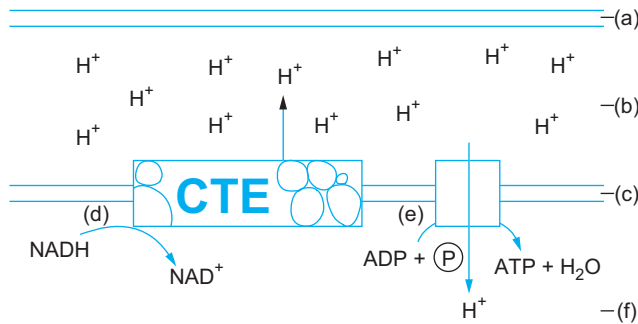 (a)
H⁺ H⁺ H⁺ H⁺ H⁺
H⁺
H⁺ H⁺ (b)
H⁺ H⁺ H⁺ H⁺
CTE
(c)
(d) (e)
NADH ADP + P ATP + H₂O
NAD⁺
H⁺ (f)